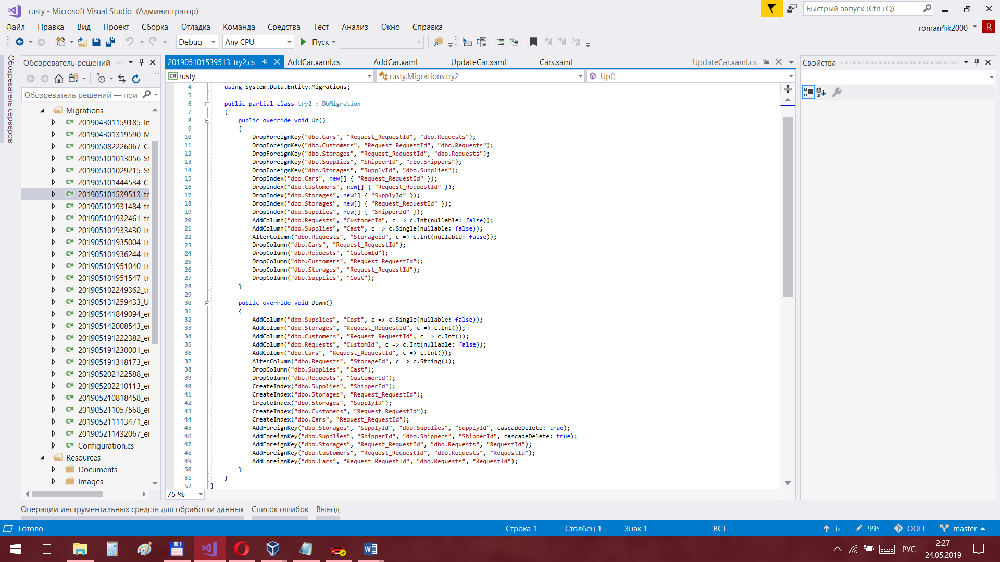 rusty - Microsoft Visual Studio (Администратор)
Быстрый запуск (Ctrl+Q)
Файл Правка Вид Проект Сборка Отладка Команда Средства Тест Анализ Окно Справка
roman4ik2000 R
Debug Any CPU Пуск
Обозреватель серверов
Обозреватель решений
Обозреватель решений — пои
Migrations
201904301159185_In
201904301319590_M
201905082226067_Ca
201905101013056_St
201905101029215_St
201905101444534_Cu
201905101539513_tr
201905101931484_tr
201905101932461_tr
201905101933430_tr
201905101935004_tr
201905101936244_tr
201905101951040_tr
201905101951547_tr
201905102249362_try
201905131259433_U
201905141849094_er
201905142008543_er
201905191222382_er
201905191230001_er
201905191318173_er
201905202122588_er
201905202210113_er
201905210818458_er
201905211057568_er
201905211113471_er
201905211432067_er
Configuration.cs
Resources
Documents
Images
201905101539513_try2.cs AddCar.xaml.cs AddCar.xaml UpdateCar.xaml Cars.xaml UpdateCar.xaml.cs
rusty rusty.Migrations.try2 Up()
4 using System.Data.Entity.Migrations;
5
6 public partial class try2 : DbMigration
7 {
8 public override void Up()
9 {
10 DropForeignKey("dbo.Cars", "Request_RequestId", "dbo.Requests");
11 DropForeignKey("dbo.Customers", "Request_RequestId", "dbo.Requests");
12 DropForeignKey("dbo.Storages", "Request_RequestId", "dbo.Requests");
13 DropForeignKey("dbo.Supplies", "ShipperId", "dbo.Shippers");
14 DropForeignKey("dbo.Storages", "SupplyId", "dbo.Supplies");
15 DropIndex("dbo.Cars", new[] { "Request_RequestId" });
16 DropIndex("dbo.Customers", new[] { "Request_RequestId" });
17 DropIndex("dbo.Storages", new[] { "SupplyId" });
18 DropIndex("dbo.Storages", new[] { "Request_RequestId" });
19 DropIndex("dbo.Supplies", new[] { "ShipperId" });
20 AddColumn("dbo.Requests", "CustomerId", c => c.Int(nullable: false));
21 AddColumn("dbo.Supplies", "Cast", c => c.Single(nullable: false));
22 AlterColumn("dbo.Requests", "StorageId", c => c.Int(nullable: false));
23 DropColumn("dbo.Cars", "Request_RequestId");
24 DropColumn("dbo.Requests", "CustomId");
25 DropColumn("dbo.Customers", "Request_RequestId");
26 DropColumn("dbo.Storages", "Request_RequestId");
27 DropColumn("dbo.Supplies", "Cost");
28 }
29
30 public override void Down()
31 {
32 AddColumn("dbo.Supplies", "Cost", c => c.Single(nullable: false));
33 AddColumn("dbo.Storages", "Request_RequestId", c => c.Int());
34 AddColumn("dbo.Customers", "Request_RequestId", c => c.Int());
35 AddColumn("dbo.Requests", "CustomId", c => c.Int(nullable: false));
36 AddColumn("dbo.Cars", "Request_RequestId", c => c.Int());
37 AlterColumn("dbo.Requests", "StorageId", c => c.String());
38 DropColumn("dbo.Supplies", "Cast");
39 DropColumn("dbo.Requests", "CustomerId");
40 CreateIndex("dbo.Supplies", "ShipperId");
41 CreateIndex("dbo.Storages", "Request_RequestId");
42 CreateIndex("dbo.Storages", "SupplyId");
43 CreateIndex("dbo.Customers", "Request_RequestId");
44 CreateIndex("dbo.Cars", "Request_RequestId");
45 AddForeignKey("dbo.Storages", "SupplyId", "dbo.Supplies", "SupplyId", cascadeDelete: true);
46 AddForeignKey("dbo.Supplies", "ShipperId", "dbo.Shippers", "ShipperId", cascadeDelete: true);
47 AddForeignKey("dbo.Storages", "Request_RequestId", "dbo.Requests", "RequestId");
48 AddForeignKey("dbo.Customers", "Request_RequestId", "dbo.Requests", "RequestId");
49 AddForeignKey("dbo.Cars", "Request_RequestId", "dbo.Requests", "RequestId");
50 }
51 }
52 }
75 %
Свойства
Операции инструментальных средств для обработки данных Список ошибок Вывод
Готово Строка 1 Столбец 1 Знак 1 ВСТ 6 99* ООП master
РУС 2:27
24.05.2019